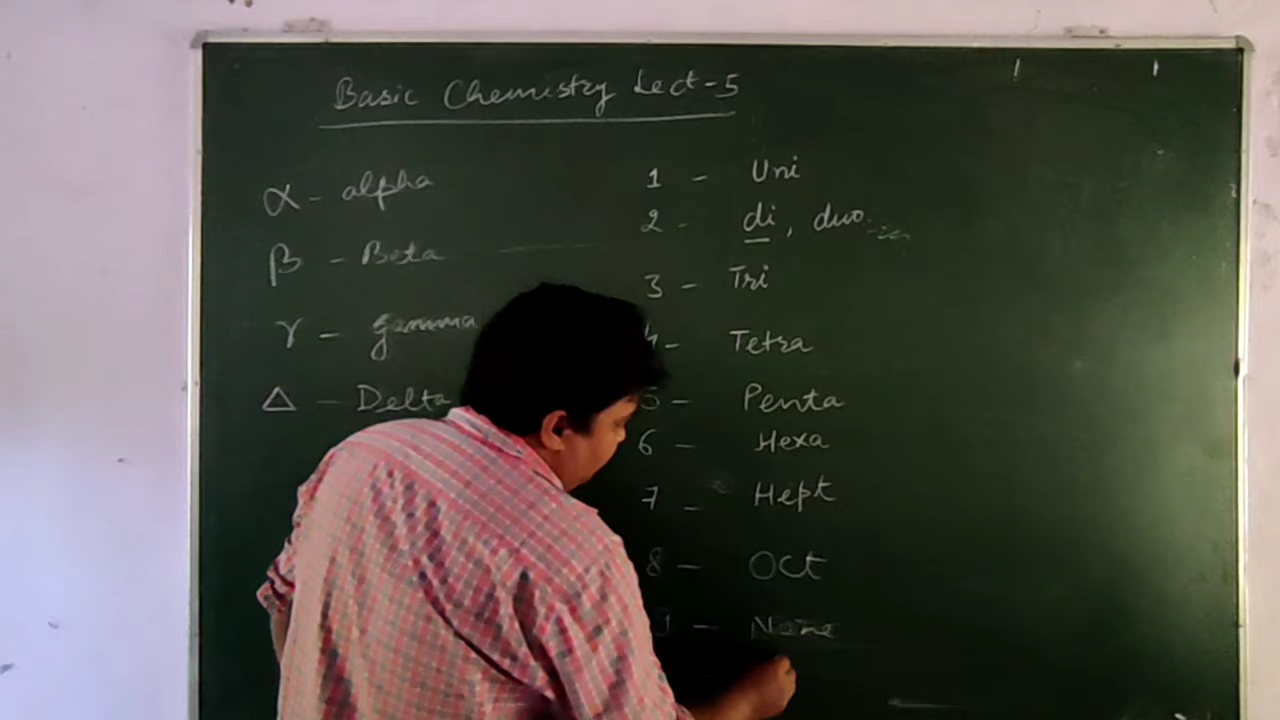 Basic Chemistry Lect-5
α - alpha
β - Beta
γ - gamma
Δ - Delta
1 - Uni
2 - di, duo
3 - Tri
4 - Tetra
5 - Penta
6 - Hexa
7 - Hept
8 - Oct
9 -